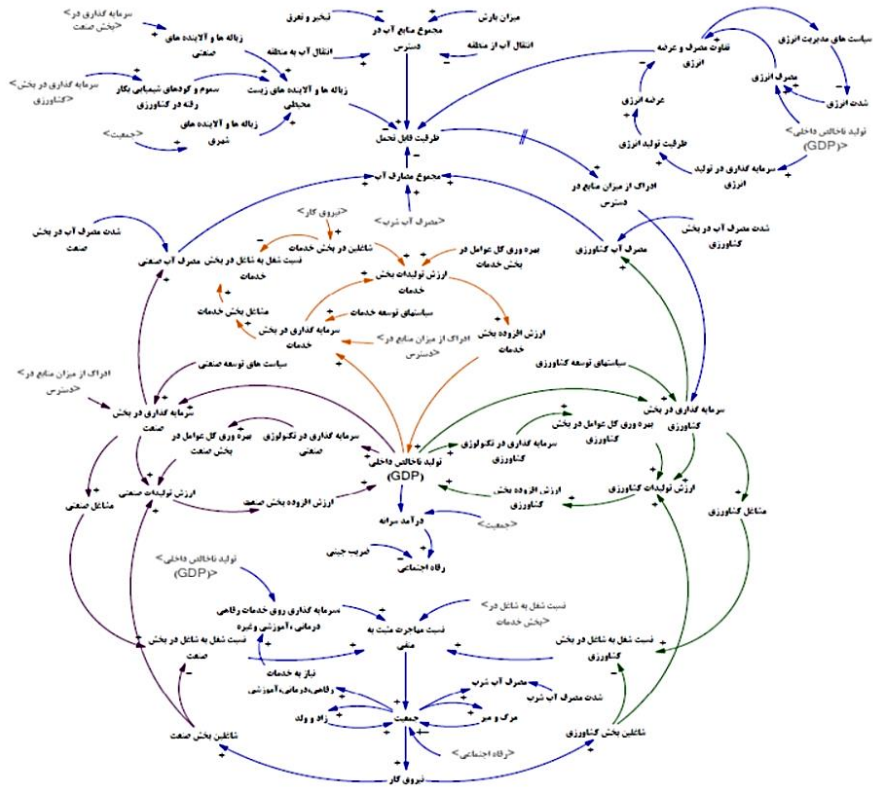 سرمایه گذاری در>
<بخش صنعت
زباله ها و آلاینده های
صنعتی
تبخیر و تعرق
مجموع منابع آب در
دسترس
میزان بارش
انتقال آب به منطقه
انتقال آب از منطقه
تفاوت مصرف و عرضه
انرژی
سیاست های مدیریت انرژی
مصرف انرژی
شدت انرژی
عرضه انرژی
ظرفیت تولید انرژی
سرمایه گذاری در تولید
انرژی
تولید ناخالص داخلی>
<(GDP)
سرمایه گذاری در بخش>
<کشاورزی
سموم و کودهای شیمیایی بکار
رفته در کشاورزی
زباله ها و آلاینده های زیست
محیطی
زباله ها و آلاینده های
شهری
<جمعیت>
ظرفیت قابل تحمل
مجموع مصارف آب
ادراک از میزان منابع در
دسترس
<نیروی کار>
<مصرف آب شرب>
شدت مصرف آب در بخش
صنعت
مصرف آب صنعتی
نسبت شغل به شاغل در بخش
خدمات
شاغلین در بخش خدمات
ارزش تولیدات بخش
خدمات
بهره وری کل عوامل در
بخش خدمات
مصرف آب کشاورزی
شدت مصرف آب در بخش
کشاورزی
مشاغل بخش خدمات
سیاستهای توسعه خدمات
سرمایه گذاری در بخش
خدمات
ادراک از میزان منابع در>
<دسترس
ارزش افزوده بخش
خدمات
ادراک از میزان منابع در>
<دسترس
سیاست های توسعه صنعتی
سیاستهای توسعه کشاورزی
سرمایه گذاری در بخش
صنعت
سرمایه گذاری در بخش
کشاورزی
بهره وری کل عوامل در
بخش صنعت
سرمایه گذاری در تکنولوژی
صنعتی
تولید ناخالص داخلی
(GDP)
سرمایه گذاری در تکنولوژی
کشاورزی
بهره وری کل عوامل در بخش
کشاورزی
مشاغل صنعتی
ارزش تولیدات صنعتی
ارزش افزوده بخش صنعت
ارزش افزوده بخش
کشاورزی
ارزش تولیدات کشاورزی
مشاغل کشاورزی
درآمد سرانه
<جمعیت>
ضریب جینی
رفاه اجتماعی
تولید ناخالص داخلی>
<(GDP)
سرمایه گذاری روی خدمات رفاهی
درمانی، آموزشی وغیره
نسبت مهاجرت مثبت به
منفی
نسبت شغل به شاغل در>
<بخش خدمات
نسبت شغل به شاغل در بخش
صنعت
نسبت شغل به شاغل در بخش
کشاورزی
نیاز به خدمات
رفاهی،درمانی،آموزشی
مصرف آب شرب
شدت مصرف آب شرب
زاد و ولد
جمعیت
مرگ و میر
شاغلین بخش صنعت
شاغلین بخش کشاورزی
<رفاه اجتماعی>
نیروی کار